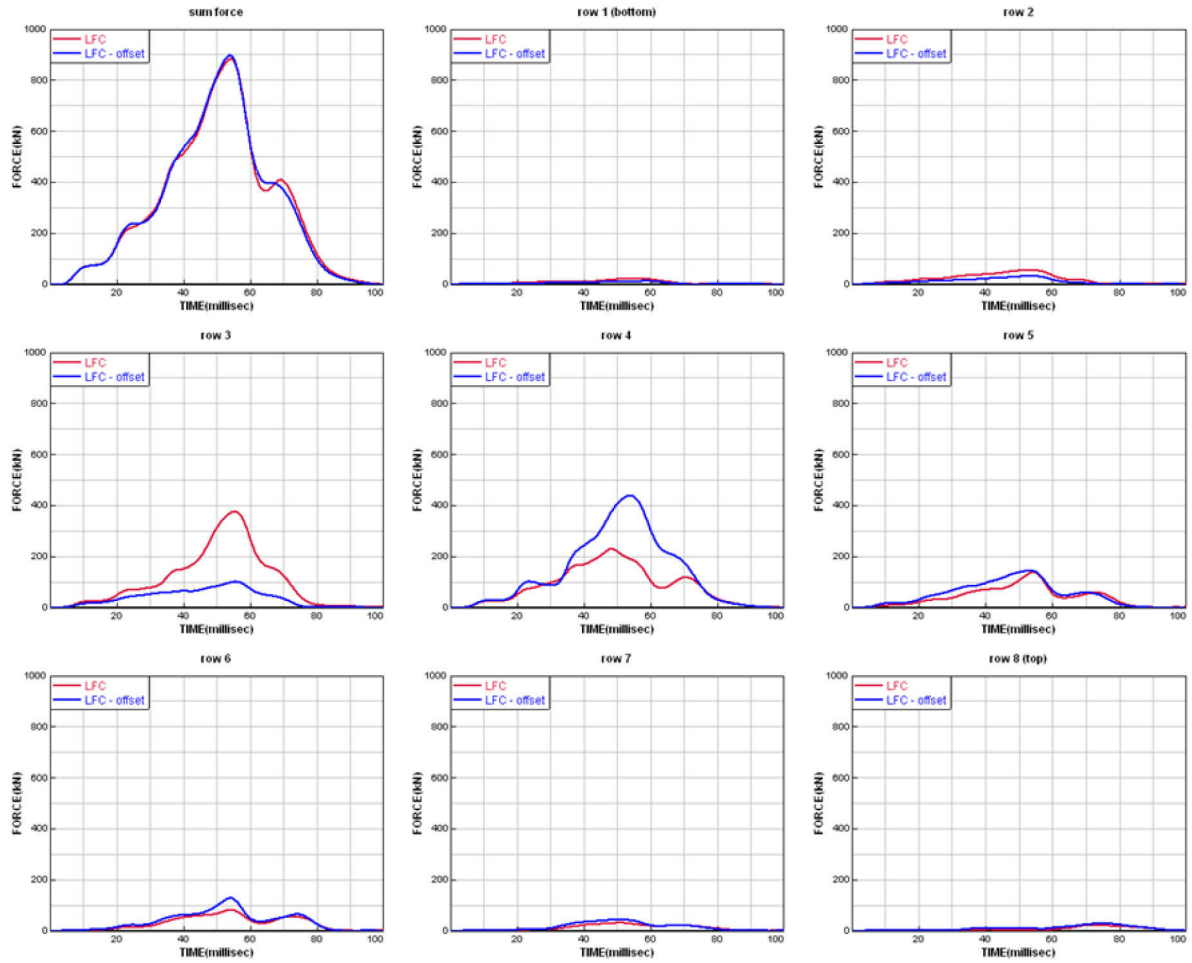 sum force
1000
800
600
400
200
0
FORCE(kN)
LFC
LFC - offset
20 40 60 80 100
TIME(millisec)
row 1 (bottom)
1000
800
600
400
200
0
FORCE(kN)
LFC
LFC - offset
20 40 60 80 100
TIME(millisec)
row 2
1000
800
600
400
200
0
FORCE(kN)
LFC
LFC - offset
20 40 60 80 100
TIME(millisec)
row 3
1000
800
600
400
200
0
FORCE(kN)
LFC
LFC - offset
20 40 60 80 100
TIME(millisec)
row 4
1000
800
600
400
200
0
FORCE(kN)
LFC
LFC - offset
20 40 60 80 100
TIME(millisec)
row 5
1000
800
600
400
200
0
FORCE(kN)
LFC
LFC - offset
20 40 60 80 100
TIME(millisec)
row 6
1000
800
600
400
200
0
FORCE(kN)
LFC
LFC - offset
20 40 60 80 100
TIME(millisec)
row 7
1000
800
600
400
200
0
FORCE(kN)
LFC
LFC - offset
20 40 60 80 100
TIME(millisec)
row 8 (top)
1000
800
600
400
200
0
FORCE(kN)
LFC
LFC - offset
20 40 60 80 100
TIME(millisec)